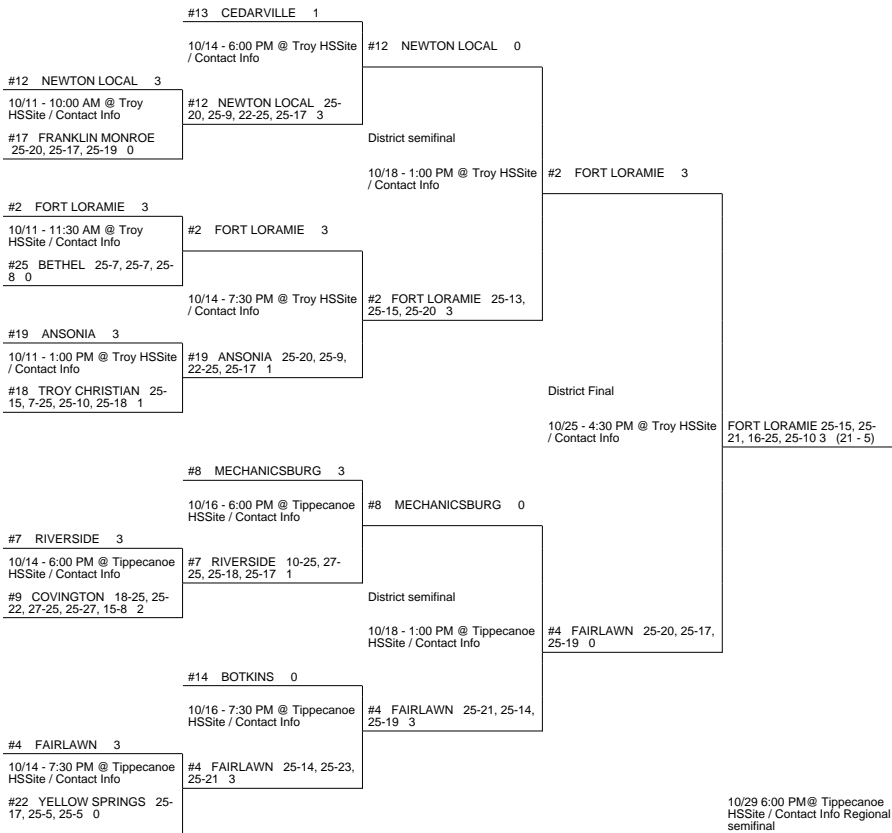 #13 CEDARVILLE 1
10/14 - 6:00 PM @ Troy HSSite
/ Contact Info
#12 NEWTON LOCAL 0
#12 NEWTON LOCAL 3
10/11 - 10:00 AM @ Troy
HSSite / Contact Info
#12 NEWTON LOCAL 25-
20, 25-9, 22-25, 25-17 3
#17 FRANKLIN MONROE
25-20, 25-17, 25-19 0
District semifinal
10/18 - 1:00 PM @ Troy HSSite
/ Contact Info
#2 FORT LORAMIE 3
#2 FORT LORAMIE 3
10/11 - 11:30 AM @ Troy
HSSite / Contact Info
#2 FORT LORAMIE 3
#25 BETHEL 25-7, 25-7, 25-
8 0
10/14 - 7:30 PM @ Troy HSSite
/ Contact Info
#2 FORT LORAMIE 25-13,
25-15, 25-20 3
#19 ANSONIA 3
10/11 - 1:00 PM @ Troy HSSite
/ Contact Info
#19 ANSONIA 25-20, 25-9,
22-25, 25-17 1
#18 TROY CHRISTIAN 25-
15, 7-25, 25-10, 25-18 1
District Final
10/25 - 4:30 PM @ Troy HSSite
/ Contact Info
FORT LORAMIE 25-15, 25-
21, 16-25, 25-10 3 (21 - 5)
#8 MECHANICSBURG 3
10/16 - 6:00 PM @ Tippecanoe
HSSite / Contact Info
#8 MECHANICSBURG 0
#7 RIVERSIDE 3
10/14 - 6:00 PM @ Tippecanoe
HSSite / Contact Info
#7 RIVERSIDE 10-25, 27-
25, 25-18, 25-17 1
#9 COVINGTON 18-25, 25-
22, 27-25, 25-27, 15-8 2
District semifinal
10/18 - 1:00 PM @ Tippecanoe
HSSite / Contact Info
#4 FAIRLAWN 25-20, 25-17,
25-19 0
#14 BOTKINS 0
10/16 - 7:30 PM @ Tippecanoe
HSSite / Contact Info
#4 FAIRLAWN 25-21, 25-14,
25-19 3
#4 FAIRLAWN 3
10/14 - 7:30 PM @ Tippecanoe
HSSite / Contact Info
#4 FAIRLAWN 25-14, 25-23,
25-21 3
#22 YELLOW SPRINGS 25-
17, 25-5, 25-5 0
10/29 6:00 PM@ Tippecanoe
HSSite / Contact Info Regional
semifinal